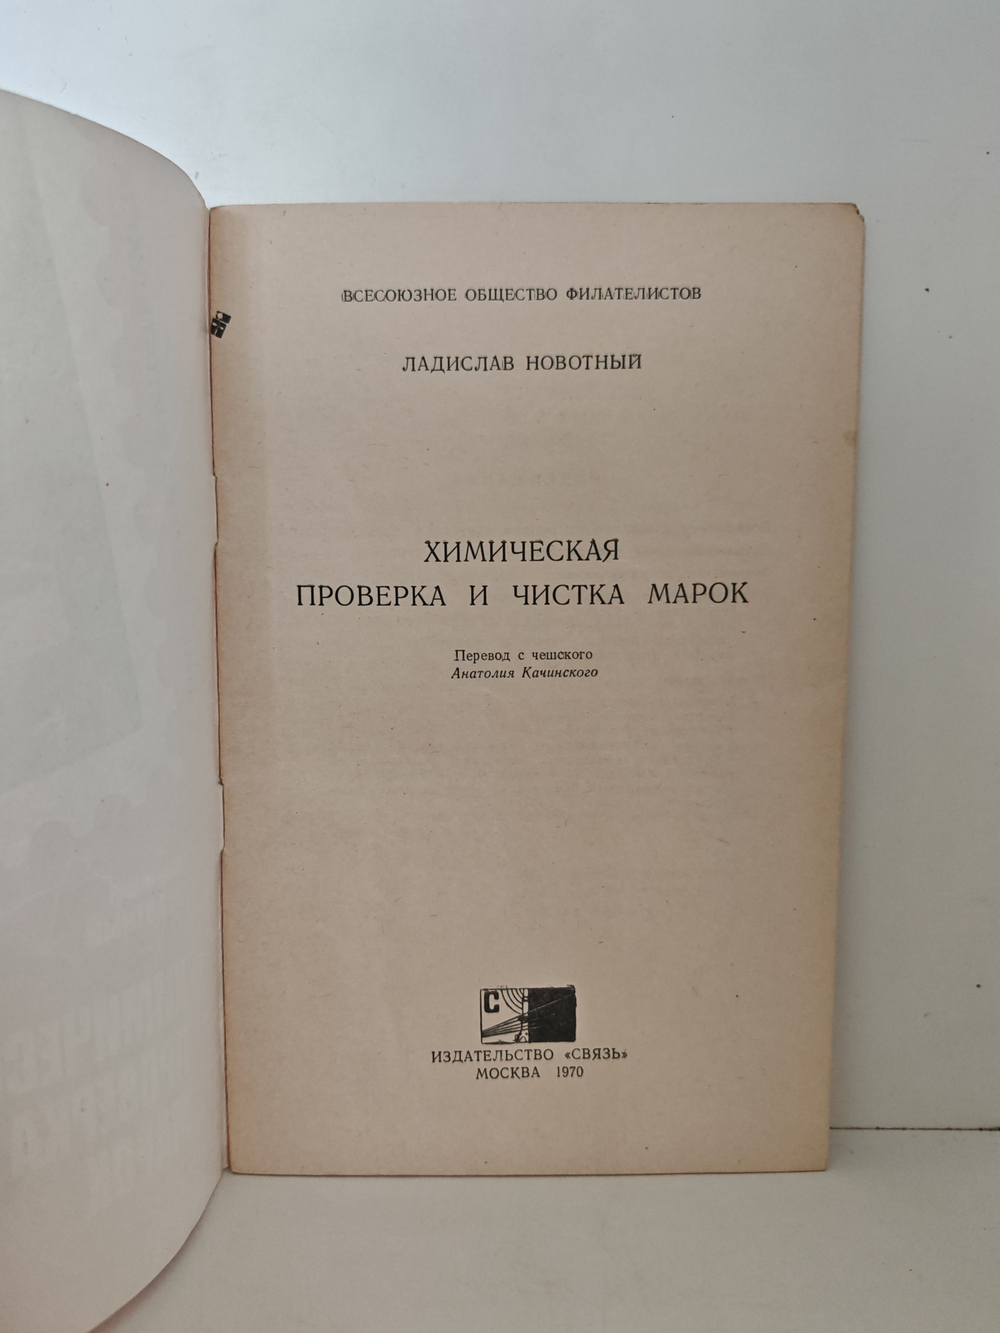 ВСЕСОЮЗНОЕ ОБЩЕСТВО ФИЛАТЕЛИСТОВ
ЛАДИСЛАВ НОВОТНЫЙ
ХИМИЧЕСКАЯ
ПРОВЕРКА И ЧИСТКА МАРОК
Перевод с чешского
Анатолия Качинского
С
ИЗДАТЕЛЬСТВО «СВЯЗЬ»
МОСКВА 1970